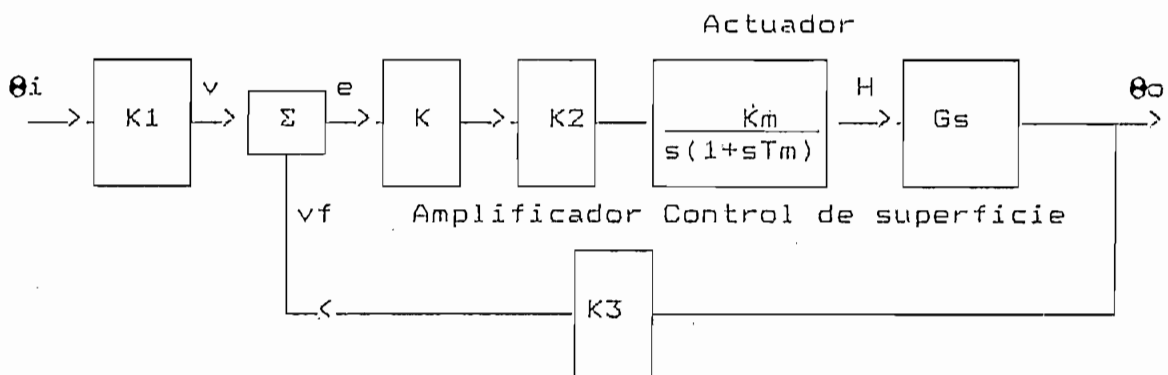 Actuador
θi
v
e
H
θo
K1
Σ
K
K2
Km
s(1+sTm)
Gs
vf
Amplificador Control de superficie
K3